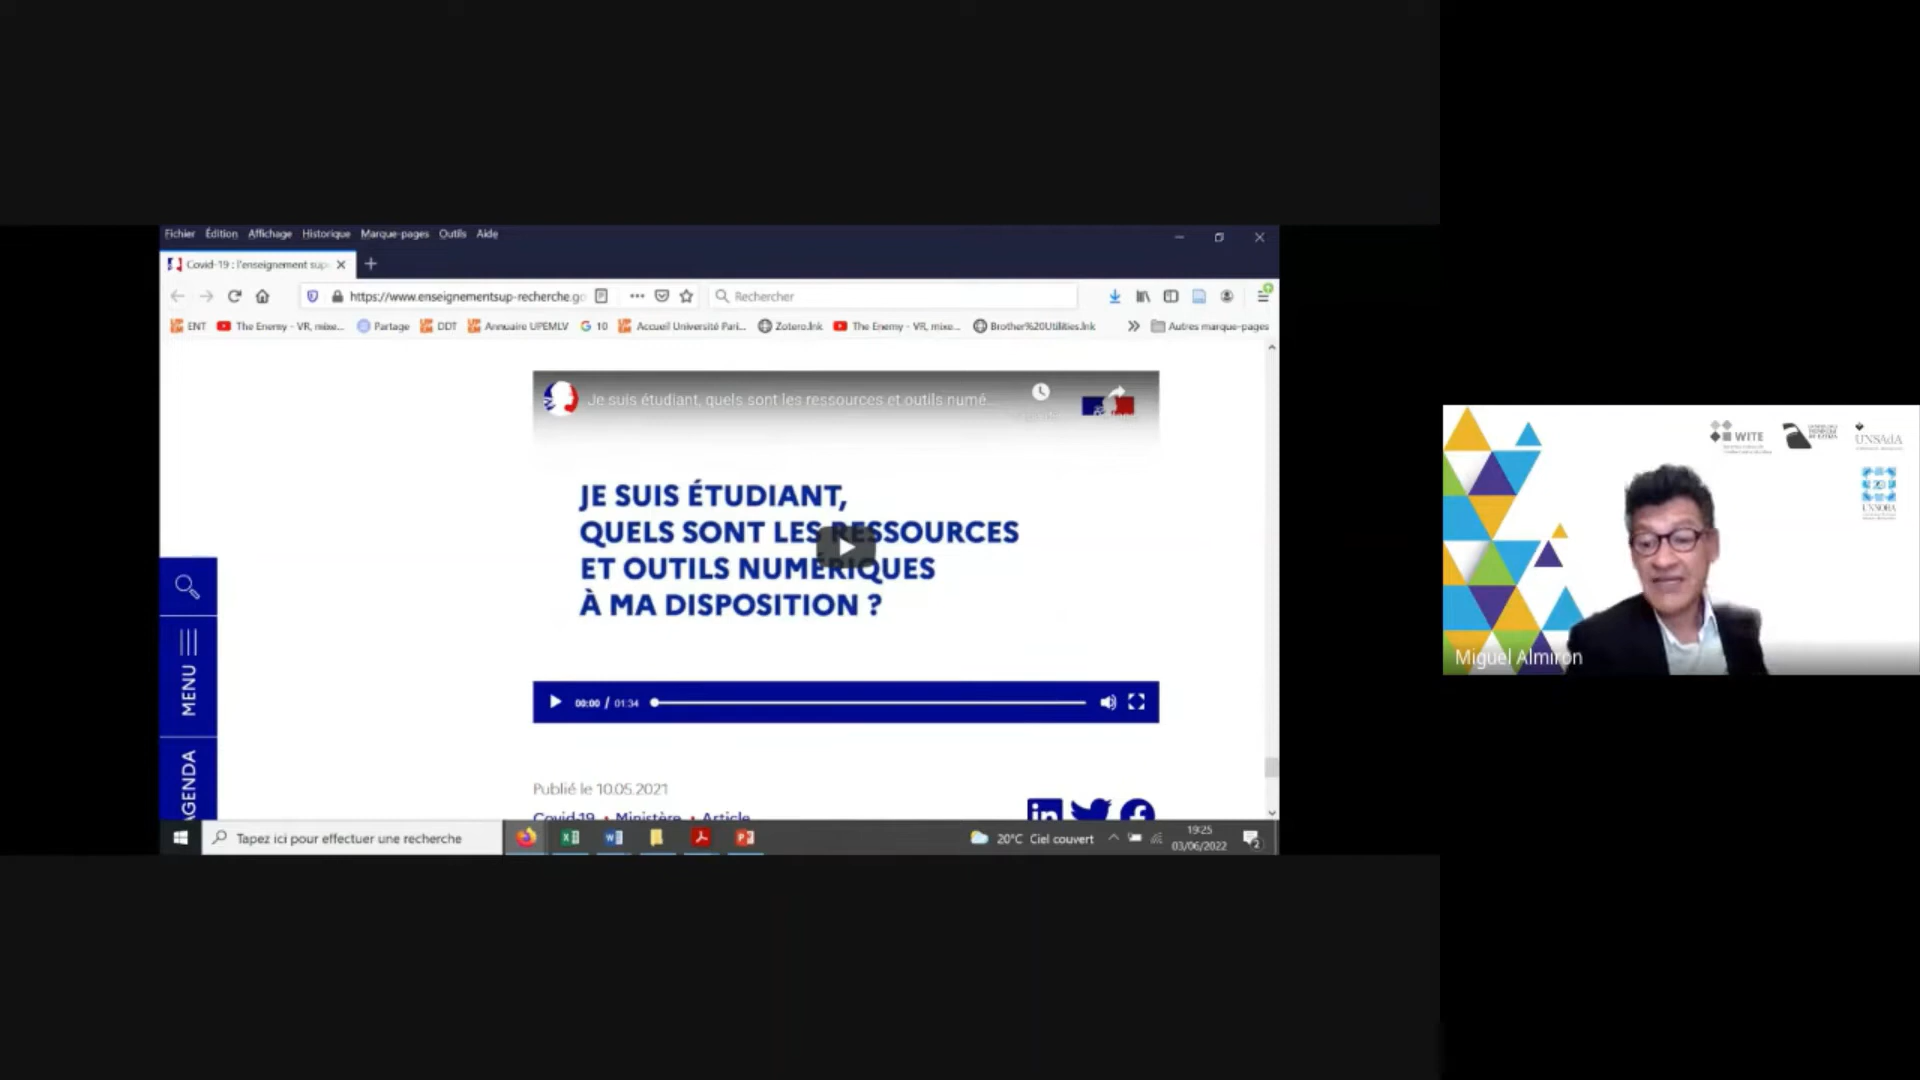 Fichier Édition Affichage Historique Marque-pages Outils Aide
Covid-19 : l'enseignement sup
https://www.enseignementsup-recherche.go
Rechercher
ENT
The Enemy - VR, mixe...
Partage
DDT
Annuaire UPEMLV
10
Accueil Université Pari...
Zotero.lnk
The Enemy - VR, mixe...
Brother%20Utilities.lnk
Autres marque-pages
Je suis étudiant, quels sont les ressources et outils numé...
JE SUIS ÉTUDIANT,
QUELS SONT LES RESSOURCES
ET OUTILS NUMÉRIQUES
À MA DISPOSITION ?
00:00 / 01:34
MENU
AGENDA
Publié le 10.05.2021
Covid-19 • Ministère • Article
Tapez ici pour effectuer une recherche
20°C Ciel couvert
19:25
03/06/2022
2
WITE
UNSAdA
20
UNNOBA
Miguel Almiron